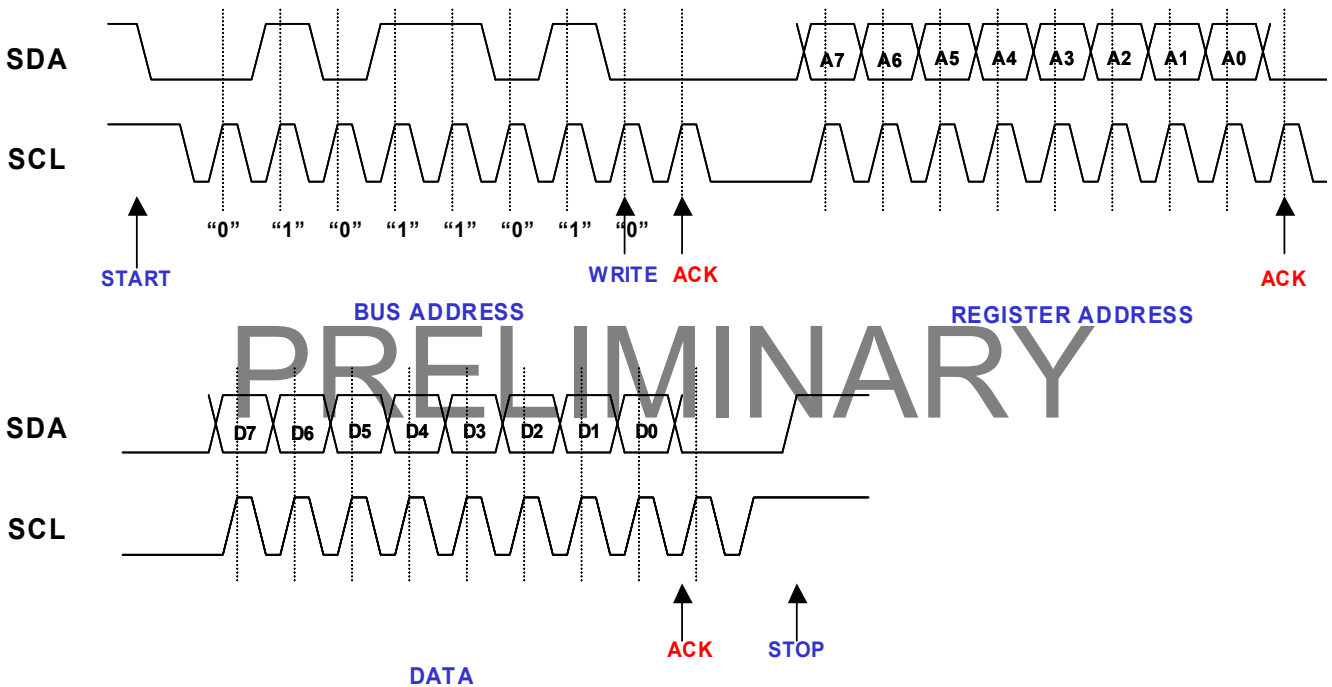 SDA A7 A6 A5 A4 A3 A2 A1 A0
SCL
“0” “1” “0” “1” “1” “0” “1” “0”
START WRITE ACK ACK
BUS ADDRESS REGISTER ADDRESS
PRELIMINARY
SDA D7 D6 D5 D4 D3 D2 D1 D0
SCL
ACK STOP
DATA